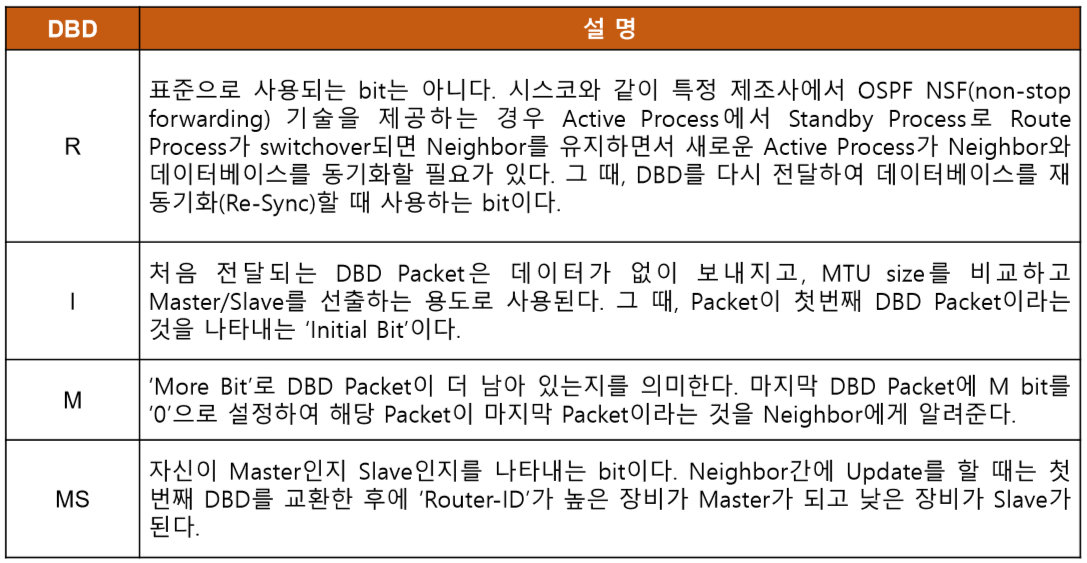 DBD
설 명
R
표준으로 사용되는 bit는 아니다. 시스코와 같이 특정 제조사에서 OSPF NSF(non-stop
forwarding) 기술을 제공하는 경우 Active Process에서 Standby Process로 Route
Process가 switchover되면 Neighbor를 유지하면서 새로운 Active Process가 Neighbor와
데이터베이스를 동기화할 필요가 있다. 그 때, DBD를 다시 전달하여 데이터베이스를 재
동기화(Re-Sync)할 때 사용하는 bit이다.
I
처음 전달되는 DBD Packet은 데이터가 없이 보내지고, MTU size를 비교하고
Master/Slave를 선출하는 용도로 사용된다. 그 때, Packet이 첫번째 DBD Packet이라는
것을 나타내는 ‘Initial Bit’이다.
M
‘More Bit’로 DBD Packet이 더 남아 있는지를 의미한다. 마지막 DBD Packet에 M bit를
‘0’으로 설정하여 해당 Packet이 마지막 Packet이라는 것을 Neighbor에게 알려준다.
MS
자신이 Master인지 Slave인지를 나타내는 bit이다. Neighbor간에 Update를 할 때는 첫
번째 DBD를 교환한 후에 ‘Router-ID’가 높은 장비가 Master가 되고 낮은 장비가 Slave가
된다.